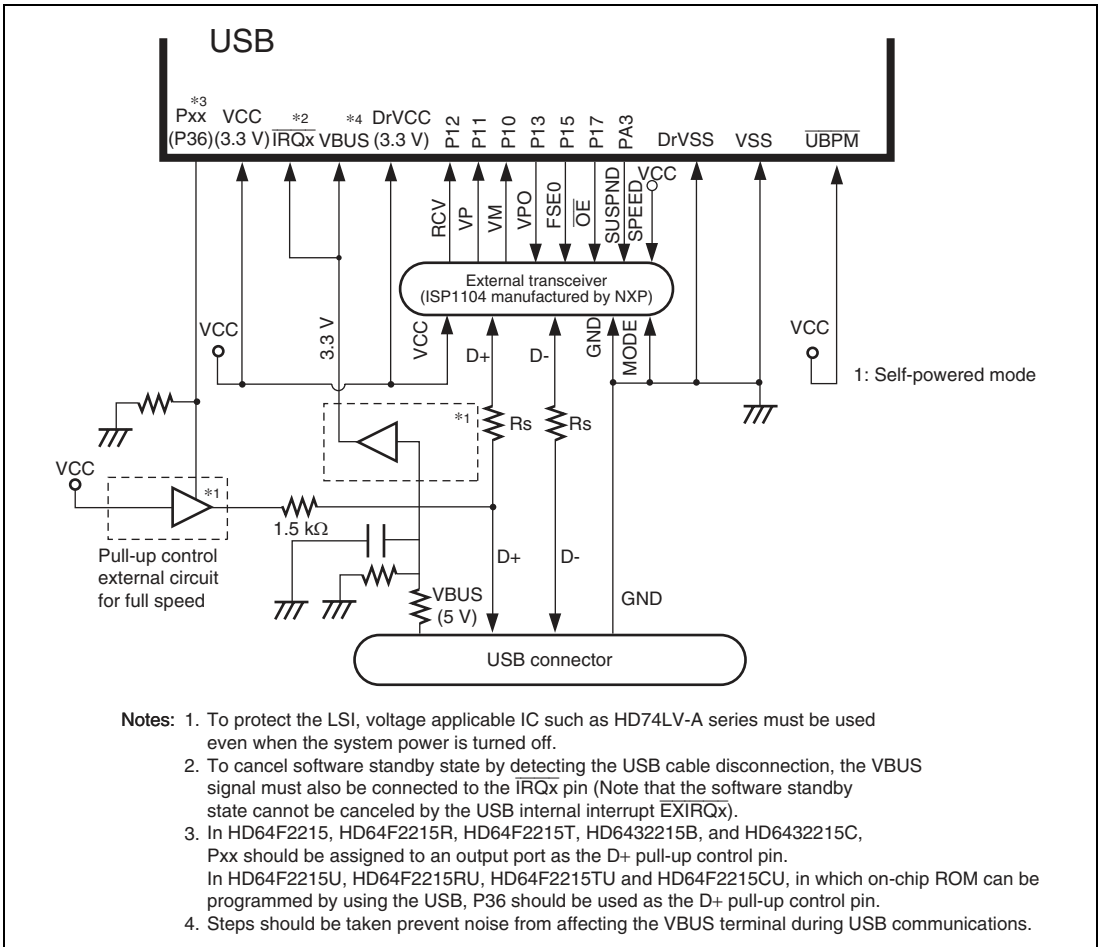 USB
*3 *2 *4
Pxx VCC DrVCC
(P36) (3.3 V) IRQx VBUS (3.3 V) P12 P11 P10 P13 P15 P17 PA3 DrVSS VSS UBPM
RCV VP VM VPO FSE0 OE SUSPND SPEED VCC
External transceiver
(ISP1104 manufactured by NXP)
VCC 3.3 V VCC D+ D- GND MODE VCC
1: Self-powered mode
*1 Rs Rs
VCC
*1
1.5 kΩ
Pull-up control
external circuit
for full speed
D+ D-
VBUS
(5 V)
GND
USB connector
Notes: 1. To protect the LSI, voltage applicable IC such as HD74LV-A series must be used
even when the system power is turned off.
2. To cancel software standby state by detecting the USB cable disconnection, the VBUS
signal must also be connected to the IRQx pin (Note that the software standby
state cannot be canceled by the USB internal interrupt EXIRQx).
3. In HD64F2215, HD64F2215R, HD64F2215T, HD6432215B, and HD6432215C,
Pxx should be assigned to an output port as the D+ pull-up control pin.
In HD64F2215U, HD64F2215RU, HD64F2215TU and HD64F2215CU, in which on-chip ROM can be
programmed by using the USB, P36 should be used as the D+ pull-up control pin.
4. Steps should be taken prevent noise from affecting the VBUS terminal during USB communications.